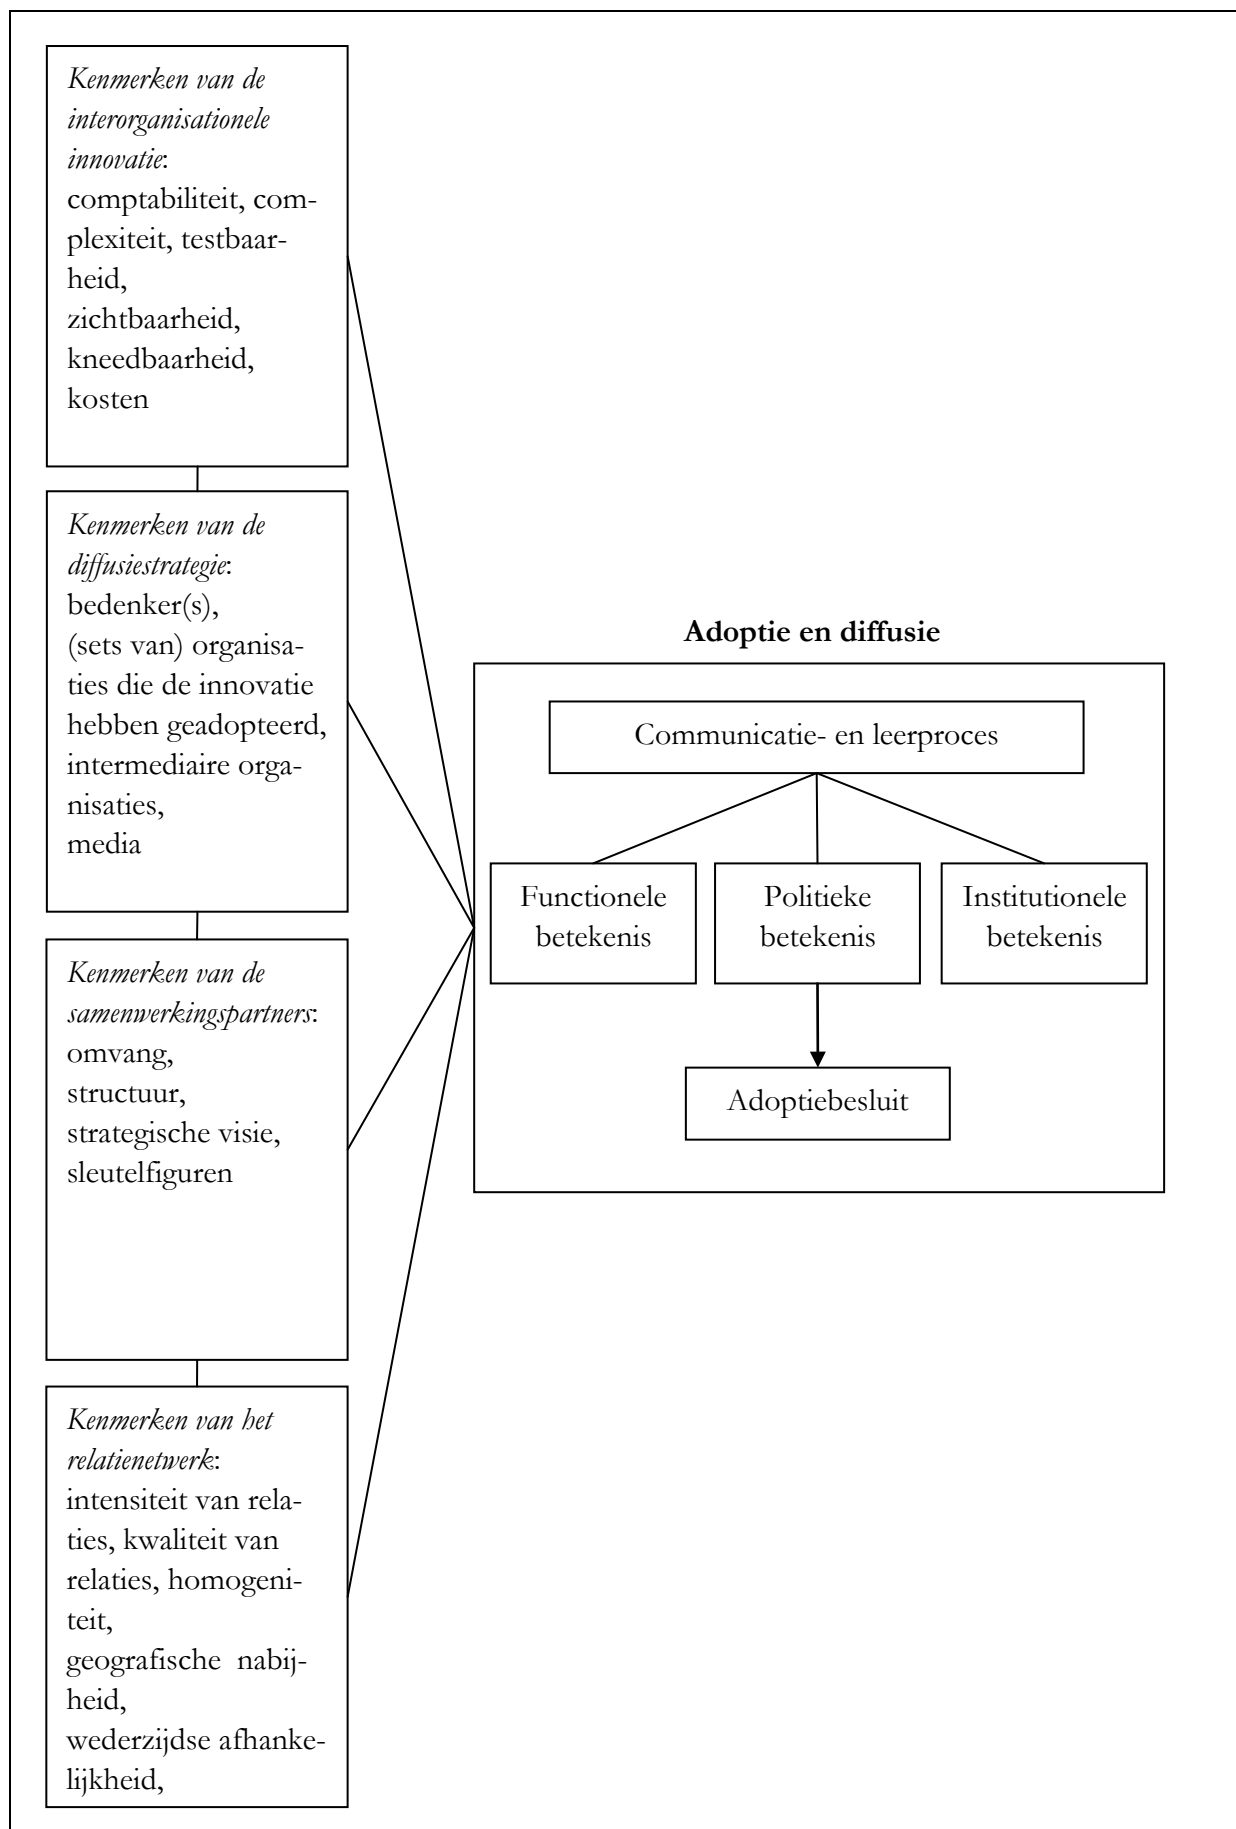 Kenmerken van de
interorganisationele
innovatie:
comptabiliteit, com-
plexiteit, testbaar-
heid,
zichtbaarheid,
kneedbaarheid,
kosten
Kenmerken van de
diffusiestrategie:
bedenker(s),
(sets van) organisa-
ties die de innovatie
hebben geadopteerd,
intermediaire orga-
nisaties,
media
Kenmerken van de
samenwerkingspartners:
omvang,
structuur,
strategische visie,
sleutelfiguren
Kenmerken van het
relatienetwerk:
intensiteit van rela-
ties, kwaliteit van
relaties, homogeni-
teit,
geografische nabij-
heid,
wederzijdse afhanke-
lijkheid,
Adoptie en diffusie
Communicatie- en leerproces
Functionele
betekenis
Politieke
betekenis
Institutionele
betekenis
Adoptiebesluit